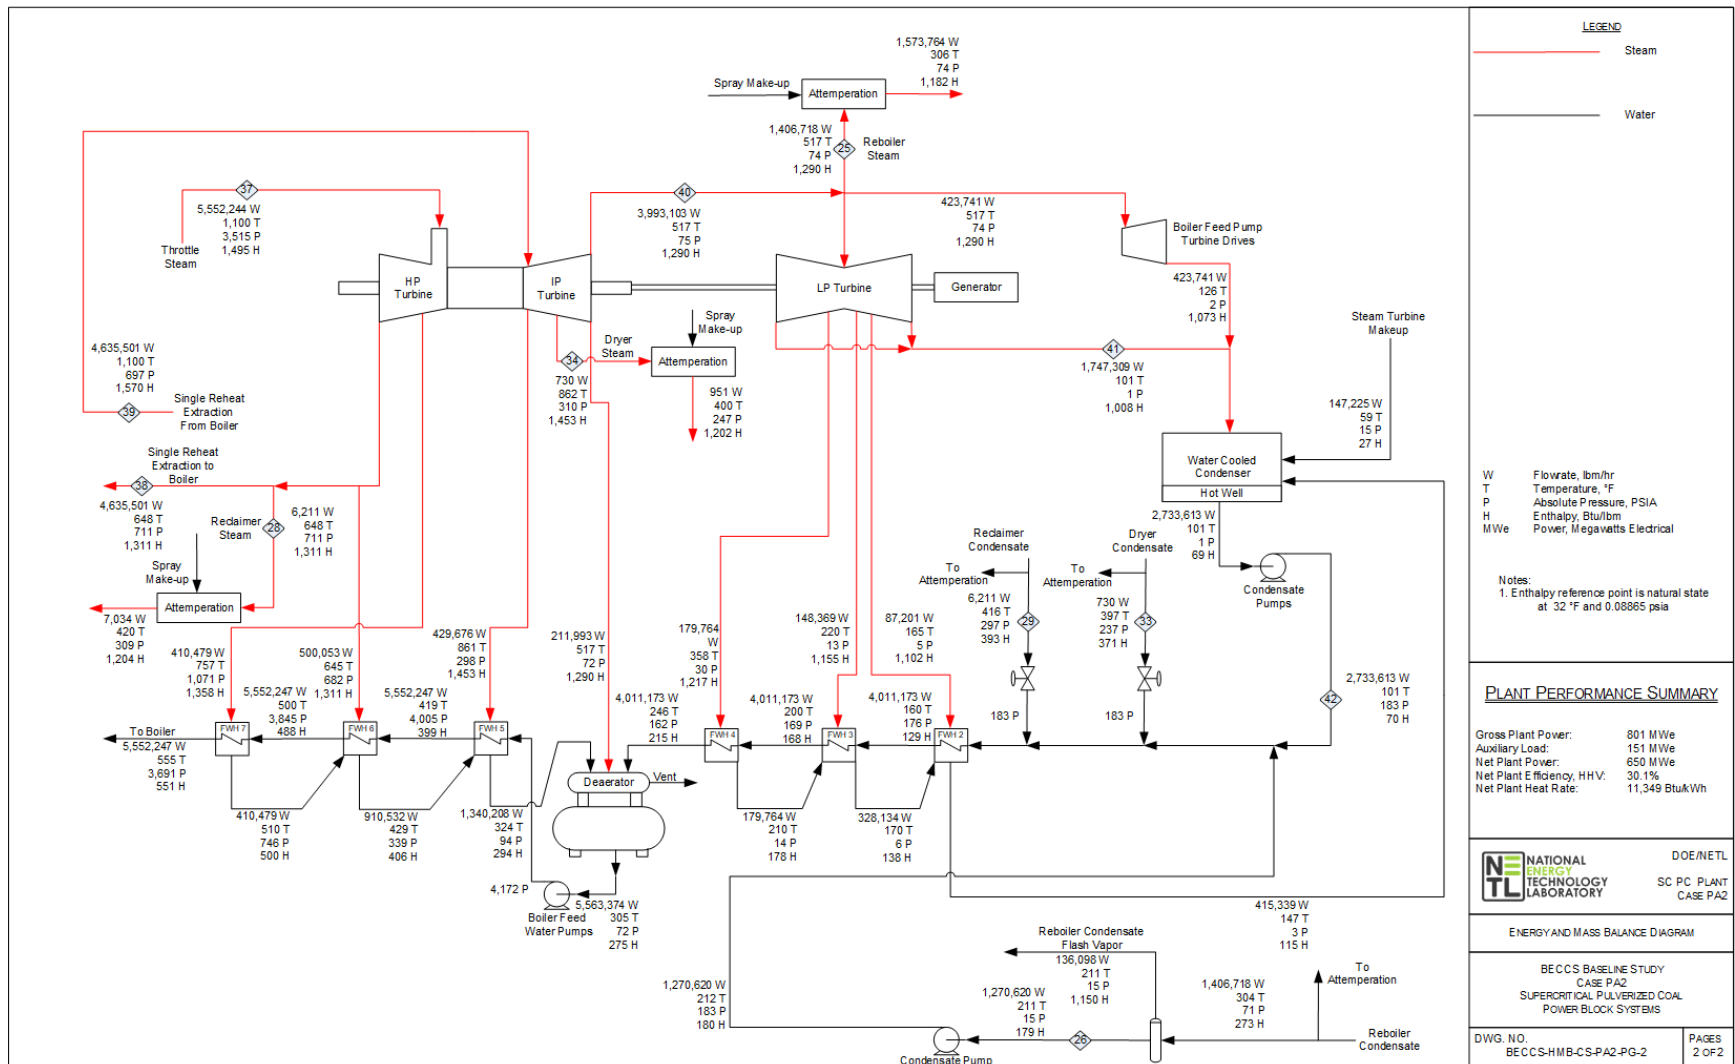 1,573,764 W
306 T
74 P
1,182 H
Spray Make-up
Attemperation
1,406,718 W
517 T
74 P
1,290 H
25
Reboiler
Steam
37
5,552,244 W
1,100 T
3,515 P
1,495 H
Throttle
Steam
40
3,993,103 W
517 T
75 P
1,290 H
423,741 W
517 T
74 P
1,290 H
Boiler Feed Pump
Turbine Drives
HP
Turbine
IP
Turbine
LP Turbine
Generator
423,741 W
126 T
2 P
1,073 H
Spray
Make-up
Dryer
Steam
34
Attemperation
730 W
862 T
310 P
1,453 H
951 W
400 T
247 P
1,202 H
41
1,747,309 W
101 T
1 P
1,008 H
Steam Turbine
Makeup
147,225 W
59 T
15 P
27 H
4,635,501 W
1,100 T
697 P
1,570 H
39
Single Reheat
Extraction
From Boiler
Single Reheat
Extraction to
Boiler
38
4,635,501 W
648 T
711 P
1,311 H
Reclaimer
Steam
28
6,211 W
648 T
711 P
1,311 H
Spray
Make-up
Attemperation
7,034 W
420 T
309 P
1,204 H
Water Cooled
Condenser
Hot Well
2,733,613 W
101 T
1 P
69 H
Condensate
Pumps
Reclaimer
Condensate
To
Attemperation
6,211 W
416 T
297 P
393 H
29
183 P
Dryer
Condensate
To
Attemperation
730 W
397 T
237 P
371 H
33
183 P
2,733,613 W
101 T
183 P
70 H
42
410,479 W
757 T
1,071 P
1,358 H
500,053 W
645 T
682 P
1,311 H
429,676 W
861 T
298 P
1,453 H
211,993 W
517 T
72 P
1,290 H
179,764
W
358 T
30 P
1,217 H
148,369 W
220 T
13 P
1,155 H
87,201 W
165 T
5 P
1,102 H
To Boiler
5,552,247 W
555 T
3,691 P
551 H
FWH 7
5,552,247 W
500 T
3,845 P
488 H
FWH 6
5,552,247 W
419 T
4,005 P
399 H
FWH 5
4,011,173 W
246 T
162 P
215 H
FWH 4
4,011,173 W
200 T
169 P
168 H
FWH 3
4,011,173 W
160 T
176 P
129 H
FWH 2
Deaerator
Vent
410,479 W
510 T
746 P
500 H
910,532 W
429 T
339 P
406 H
1,340,208 W
324 T
94 P
294 H
179,764 W
210 T
14 P
178 H
328,134 W
170 T
6 P
138 H
4,172 P
Boiler Feed
Water Pumps
5,563,374 W
305 T
72 P
275 H
415,339 W
147 T
3 P
115 H
Reboiler Condensate
Flash Vapor
136,098 W
211 T
15 P
1,150 H
1,270,620 W
212 T
183 P
180 H
1,270,620 W
211 T
15 P
179 H
26
Condensate Pump
1,406,718 W
304 T
71 P
273 H
To
Attemperation
Reboiler
Condensate
LEGEND
Steam
Water
W Flowrate, lbm/hr
T Temperature, °F
P Absolute Pressure, PSIA
H Enthalpy, Btu/lbm
MWe Power, Megawatts Electrical
Notes:
1. Enthalpy reference point is natural state
at 32 °F and 0.08865 psia
PLANT PERFORMANCE SUMMARY
Gross Plant Power: 801 MWe
Auxiliary Load: 151 MWe
Net Plant Power: 650 MWe
Net Plant Efficiency, HHV: 30.1%
Net Plant Heat Rate: 11,349 Btu/kWh
NETL
NATIONAL
ENERGY
TECHNOLOGY
LABORATORY
DOE/NETL
SC PC PLANT
CASE PA2
ENERGY AND MASS BALANCE DIAGRAM
BECCS BASELINE STUDY
CASE PA2
SUPERCRITICAL PULVERIZED COAL
POWER BLOCK SYSTEMS
DWG. NO.
BECCS-HMB-CS-PA2-PG-2
PAGES
2 OF 2